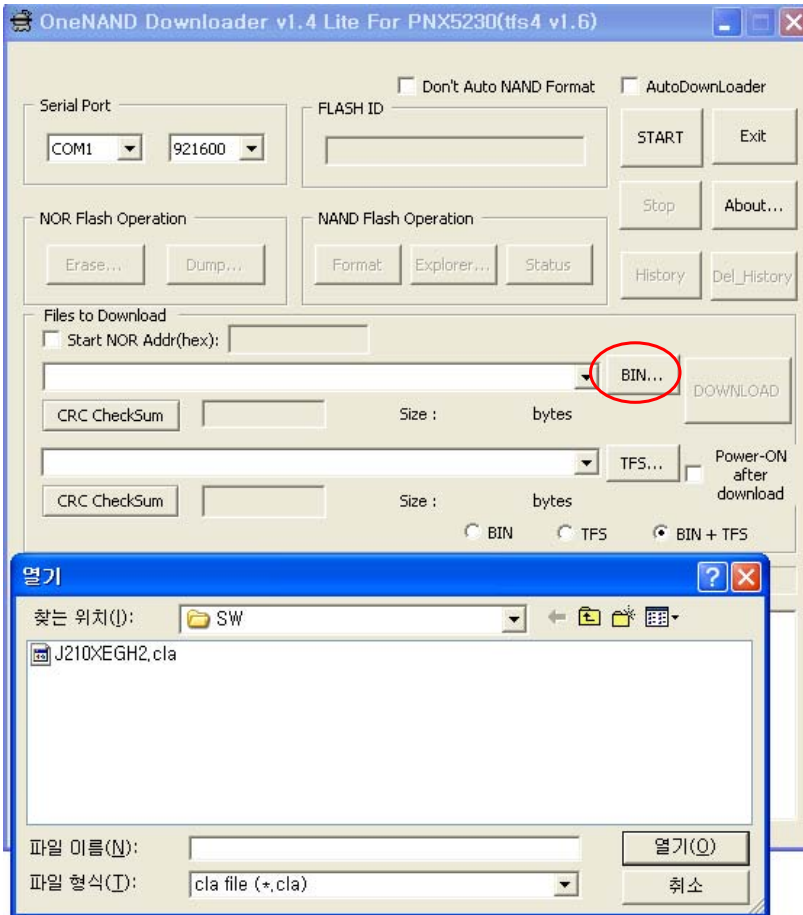 OneNAND Downloader v1.4 Lite For PNX5230(tfs4 v1.6)
Don't Auto NAND Format AutoDownLoader
Serial Port FLASH ID
COM1 921600 START Exit
Stop About...
NOR Flash Operation NAND Flash Operation
Erase... Dump... Format Explorer... Status History Del_History
Files to Download
Start NOR Addr(hex):
BIN... DOWNLOAD
CRC CheckSum Size : bytes
TFS... Power-ON after download
CRC CheckSum Size : bytes
BIN TFS BIN + TFS
열기
찾는 위치(I): SW
J210XEGH2.cla
파일 이름(N): 열기(O)
파일 형식(T): cla file (*.cla) 취소